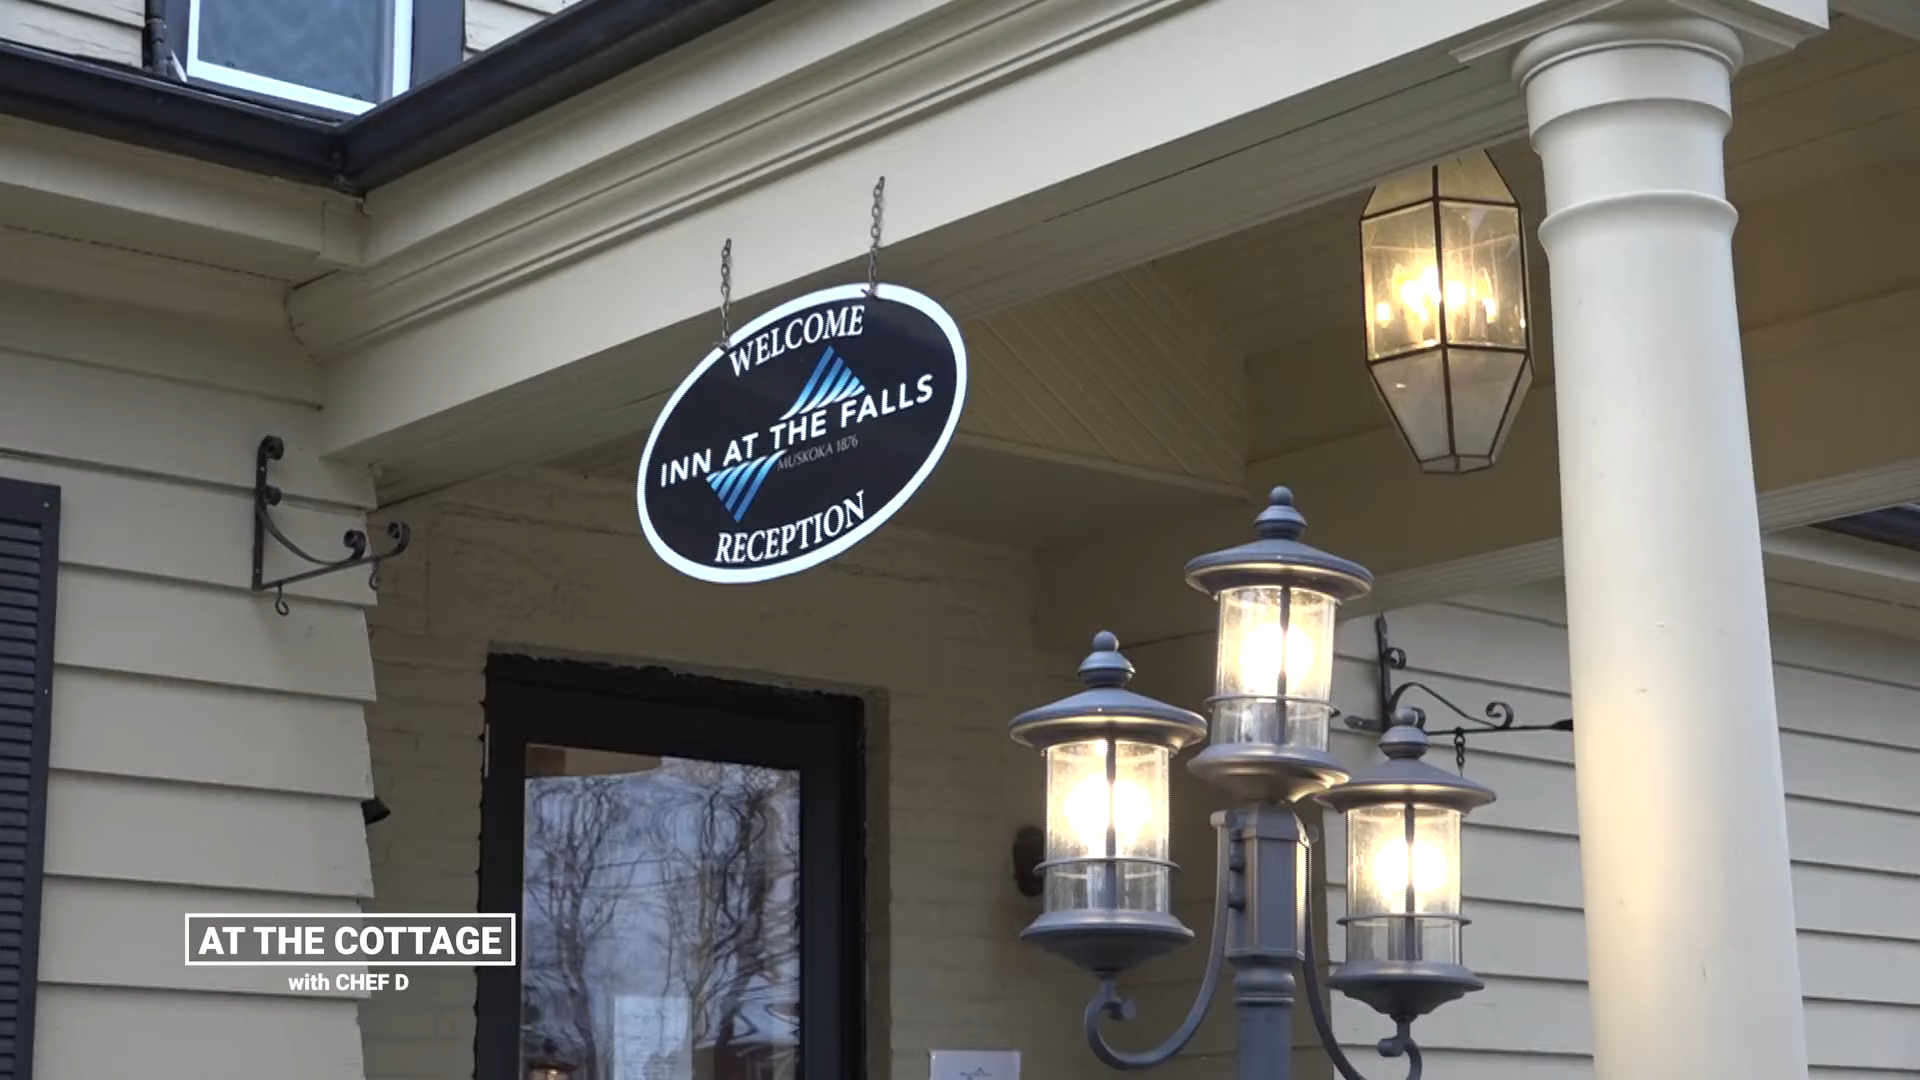 WELCOME
INN AT THE FALLS
MUSKOKA 1876
RECEPTION
AT THE COTTAGE
with CHEF D